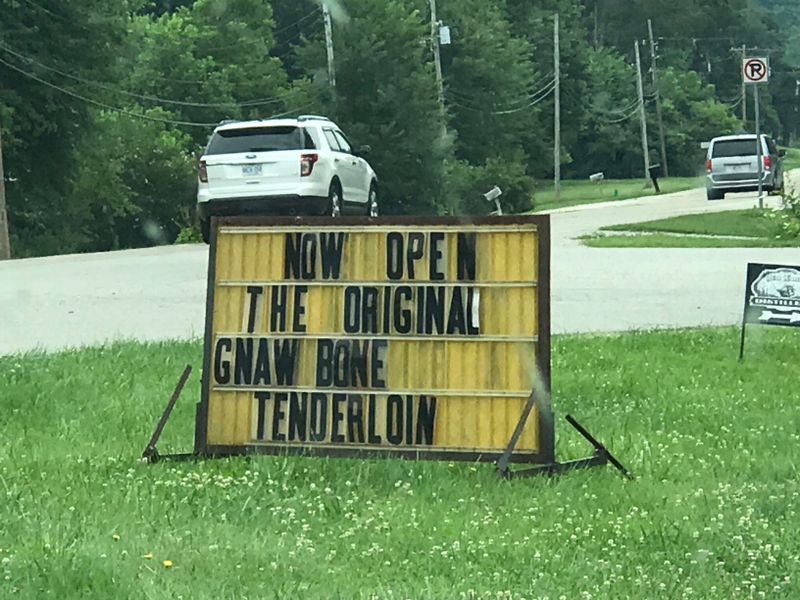 NOW OPEN
THE ORIGINAL
GNAW BONE
TENDERLOIN